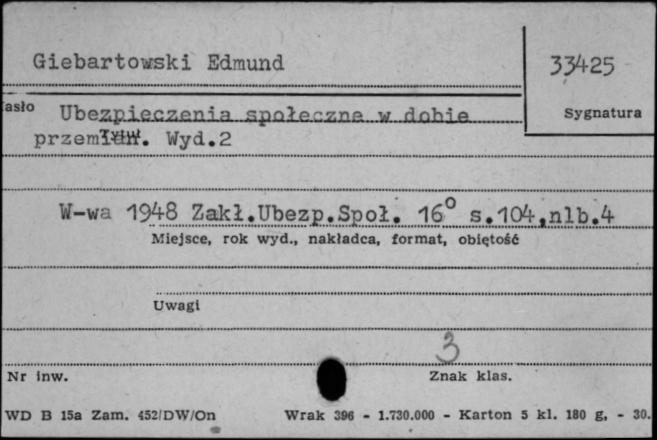 Giebartowski Edmund
33425
asło
Ubezpieczenia społeczne w dobie
Sygnatura
przem. Wyd.2
W-wa 1948 Zakł.Ubezp.Społ. 16° s.104,nlb.4
Miejsce, rok wyd., nakładca, format, obiętość
Uwagi
3
Nr inw.
Znak klas.
WD B 15a Zam. 452/DW/On
Wrak 396 - 1.730.000 - Karton 5 kl. 180 g, - 30.